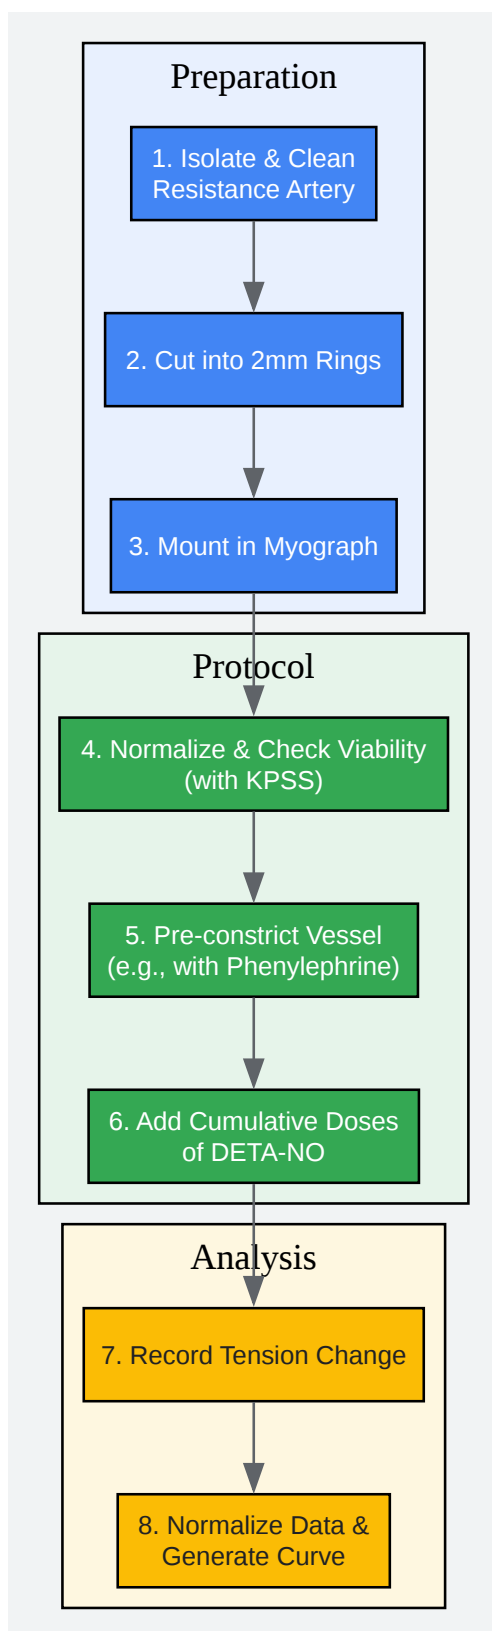 Preparation
1. Isolate & Clean
Resistance Artery
2. Cut into 2mm Rings
3. Mount in Myograph
Protocol
4. Normalize & Check Viability
(with KPSS)
5. Pre-constrict Vessel
(e.g., with Phenylephrine)
6. Add Cumulative Doses
of DETA-NO
Analysis
7. Record Tension Change
8. Normalize Data &
Generate Curve